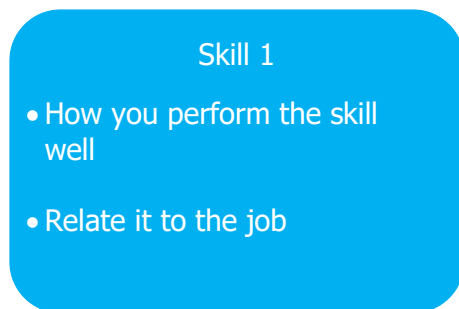 Skill 1
• How you perform the skill
well
• Relate it to the job